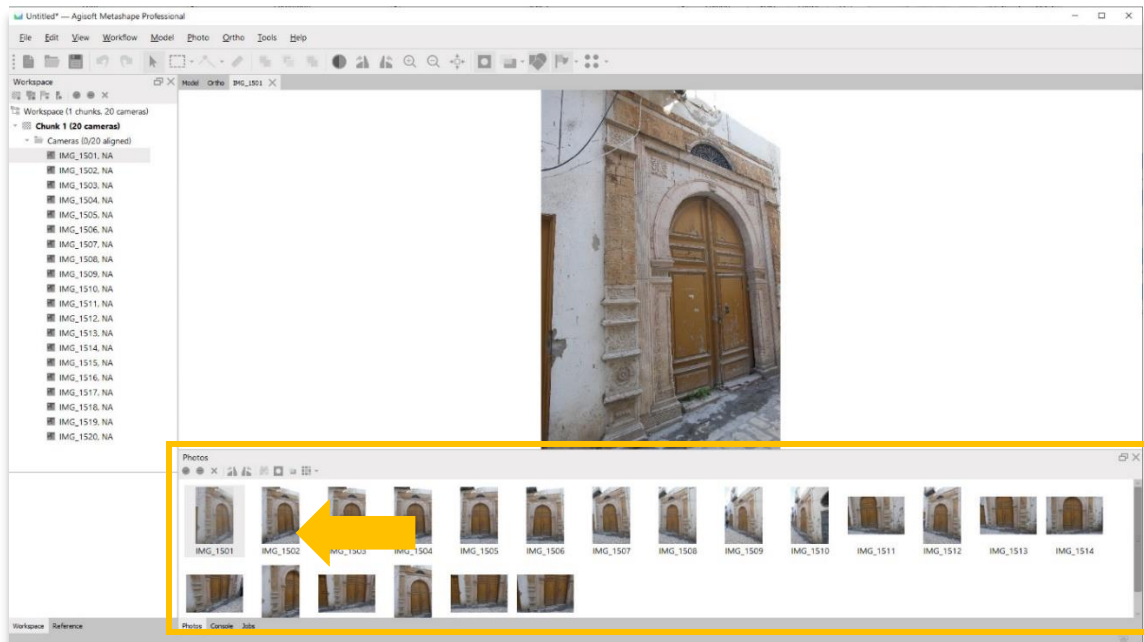 Untitled* — Agisoft Metashape Professional
File Edit View Workflow Model Photo Ortho Tools Help
Workspace
Model Ortho IMG_1501
Workspace (1 chunks, 20 cameras)
Chunk 1 (20 cameras)
Cameras (0/20 aligned)
IMG_1501, NA
IMG_1502, NA
IMG_1503, NA
IMG_1504, NA
IMG_1505, NA
IMG_1506, NA
IMG_1507, NA
IMG_1508, NA
IMG_1509, NA
IMG_1510, NA
IMG_1511, NA
IMG_1512, NA
IMG_1513, NA
IMG_1514, NA
IMG_1515, NA
IMG_1516, NA
IMG_1517, NA
IMG_1518, NA
IMG_1519, NA
IMG_1520, NA
Photos
IMG_1501 IMG_1502 IMG_1503 IMG_1504 IMG_1505 IMG_1506 IMG_1507 IMG_1508 IMG_1509 IMG_1510 IMG_1511 IMG_1512 IMG_1513 IMG_1514
Workspace Reference
Photos Console Jobs